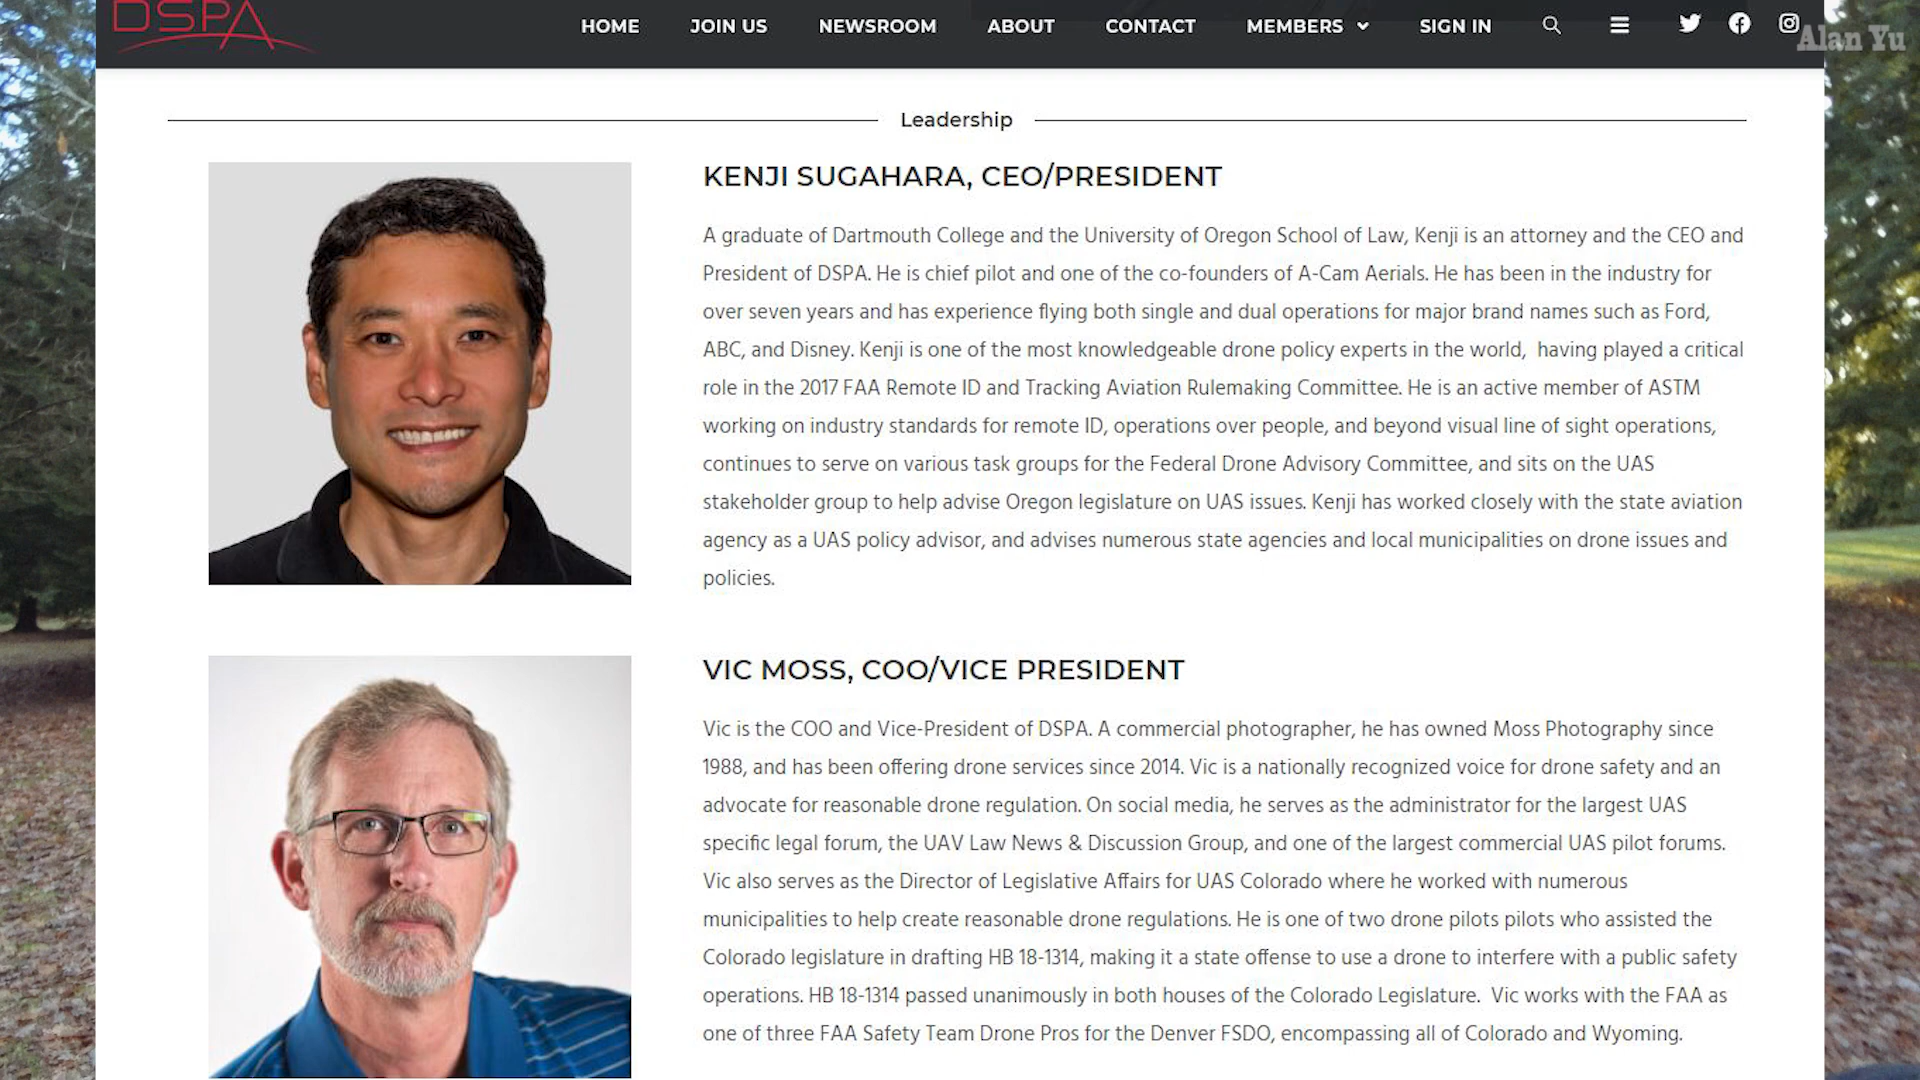 DSPA
HOME JOIN US NEWSROOM ABOUT CONTACT MEMBERS SIGN IN
Alan Yu
Leadership
KENJI SUGAHARA, CEO/PRESIDENT
A graduate of Dartmouth College and the University of Oregon School of Law, Kenji is an attorney and the CEO and
President of DSPA. He is chief pilot and one of the co-founders of A-Cam Aerials. He has been in the industry for
over seven years and has experience flying both single and dual operations for major brand names such as Ford,
ABC, and Disney. Kenji is one of the most knowledgeable drone policy experts in the world, having played a critical
role in the 2017 FAA Remote ID and Tracking Aviation Rulemaking Committee. He is an active member of ASTM
working on industry standards for remote ID, operations over people, and beyond visual line of sight operations,
continues to serve on various task groups for the Federal Drone Advisory Committee, and sits on the UAS
stakeholder group to help advise Oregon legislature on UAS issues. Kenji has worked closely with the state aviation
agency as a UAS policy advisor, and advises numerous state agencies and local municipalities on drone issues and
policies.
VIC MOSS, COO/VICE PRESIDENT
Vic is the COO and Vice-President of DSPA. A commercial photographer, he has owned Moss Photography since
1988, and has been offering drone services since 2014. Vic is a nationally recognized voice for drone safety and an
advocate for reasonable drone regulation. On social media, he serves as the administrator for the largest UAS
specific legal forum, the UAV Law News & Discussion Group, and one of the largest commercial UAS pilot forums.
Vic also serves as the Director of Legislative Affairs for UAS Colorado where he worked with numerous
municipalities to help create reasonable drone regulations. He is one of two drone pilots pilots who assisted the
Colorado legislature in drafting HB 18-1314, making it a state offense to use a drone to interfere with a public safety
operations. HB 18-1314 passed unanimously in both houses of the Colorado Legislature. Vic works with the FAA as
one of three FAA Safety Team Drone Pros for the Denver FSDO, encompassing all of Colorado and Wyoming.